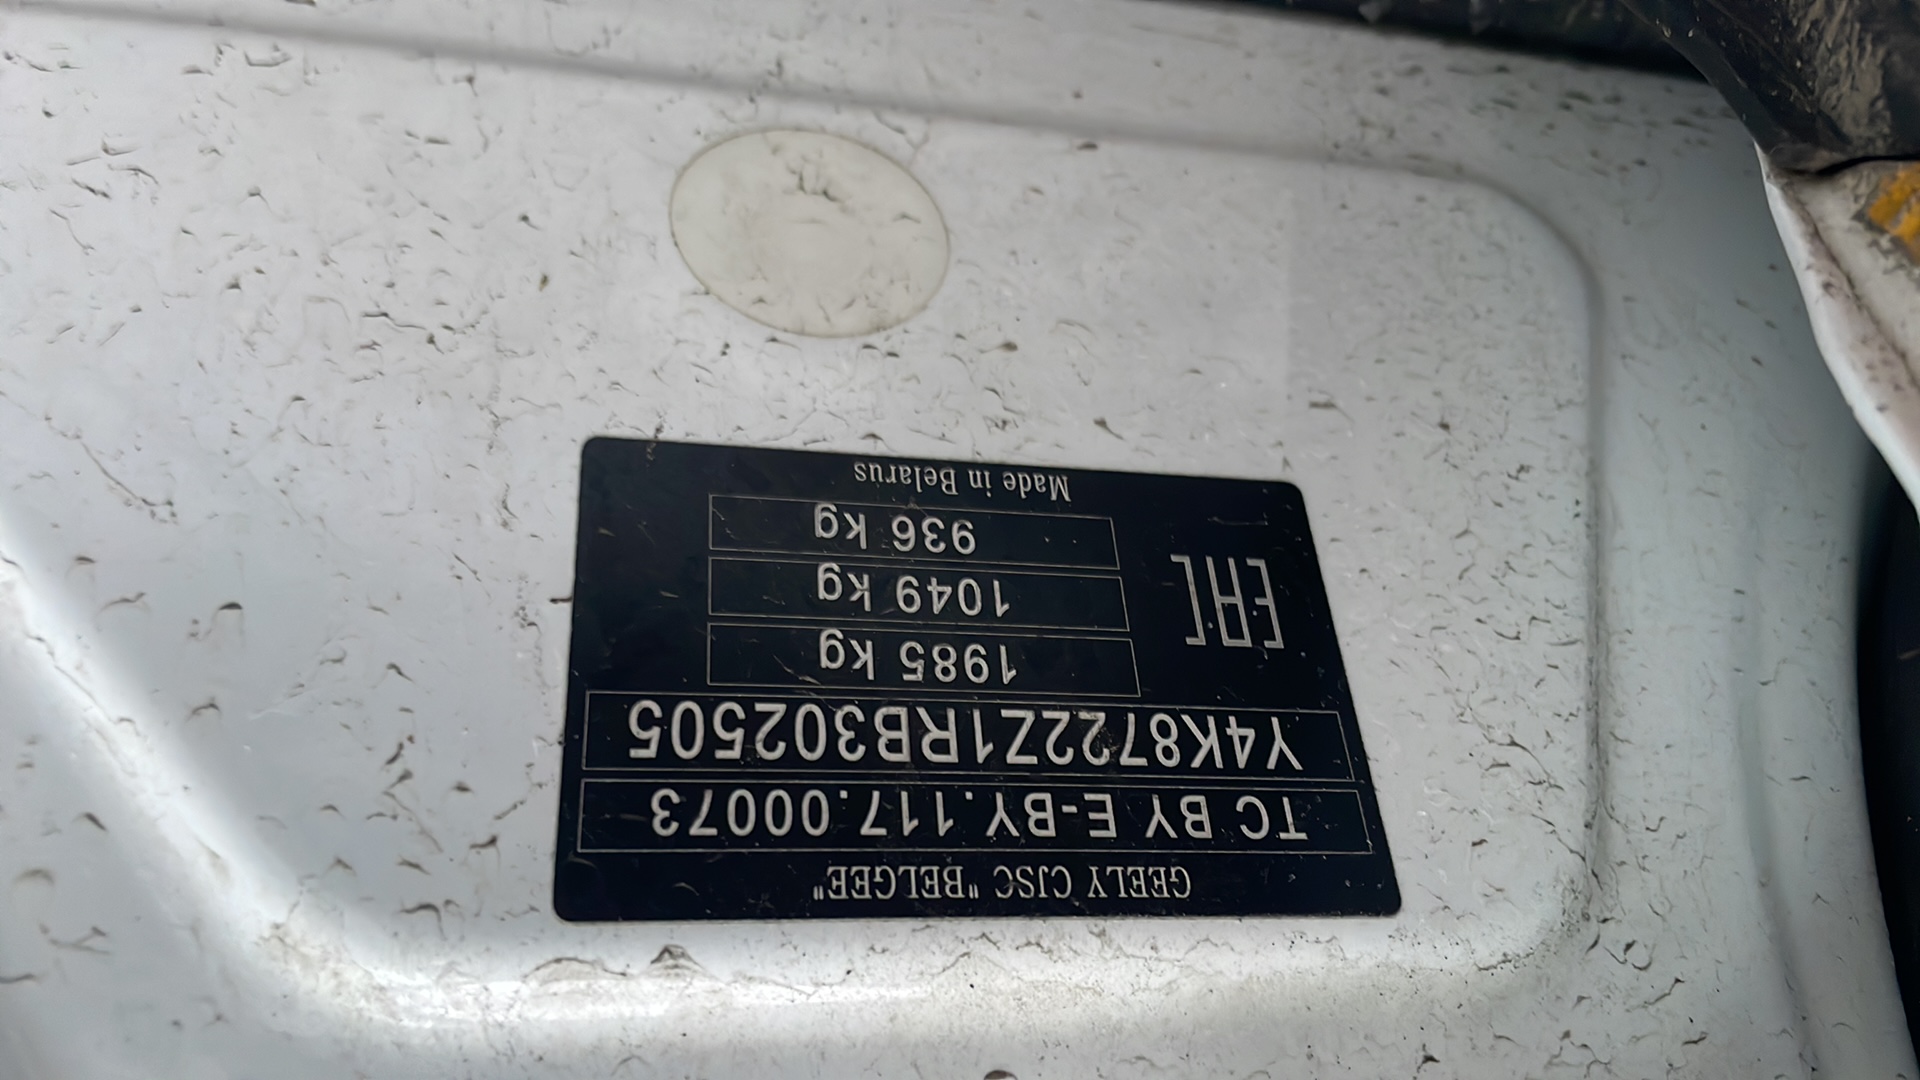 GEELY CJSC "BELGEE"
TC BY E-BY.117.00073
Y4K8722Z1RB302505
1985 kg
1049 kg
936 kg
EAC
Made in Belarus